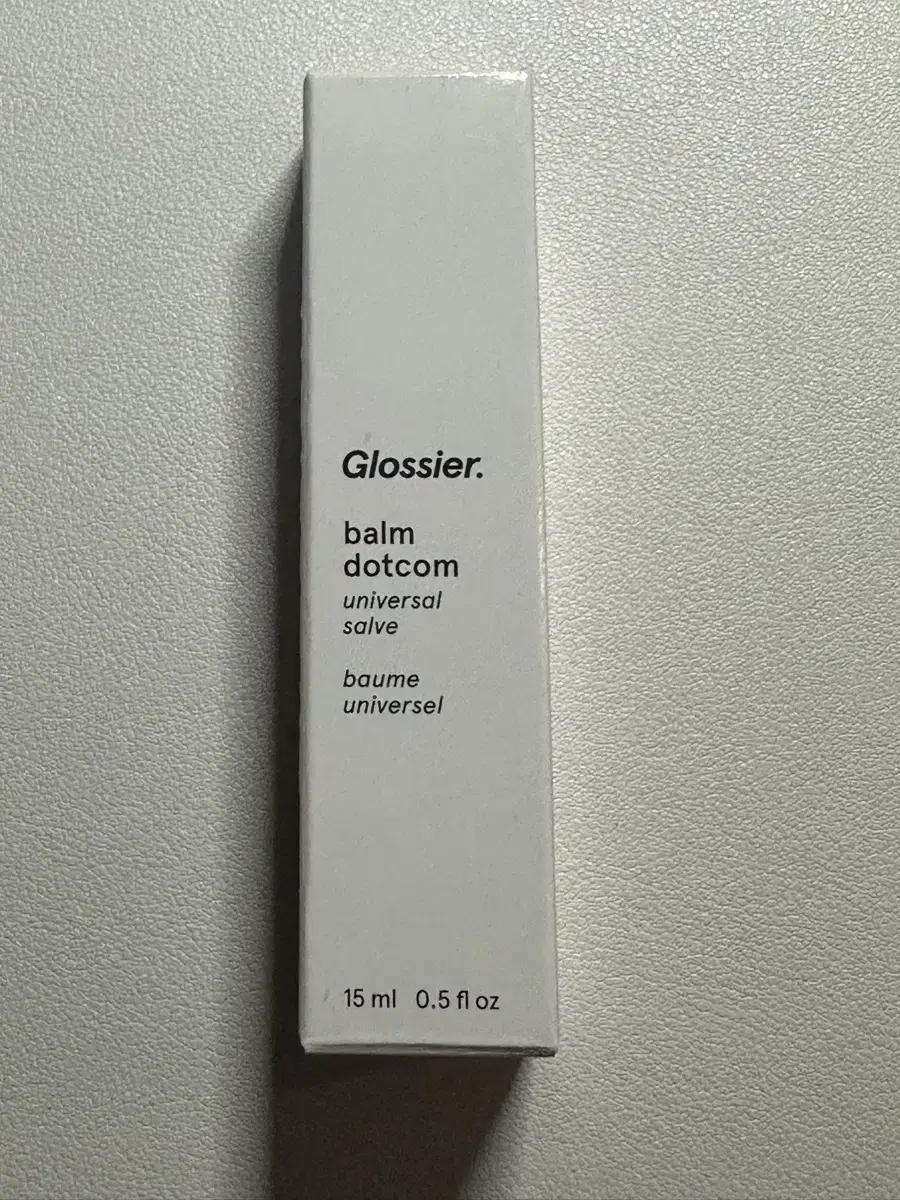 Glossier.
balm
dotcom
universal
salve
baume
universel
15 ml 0.5 fl oz